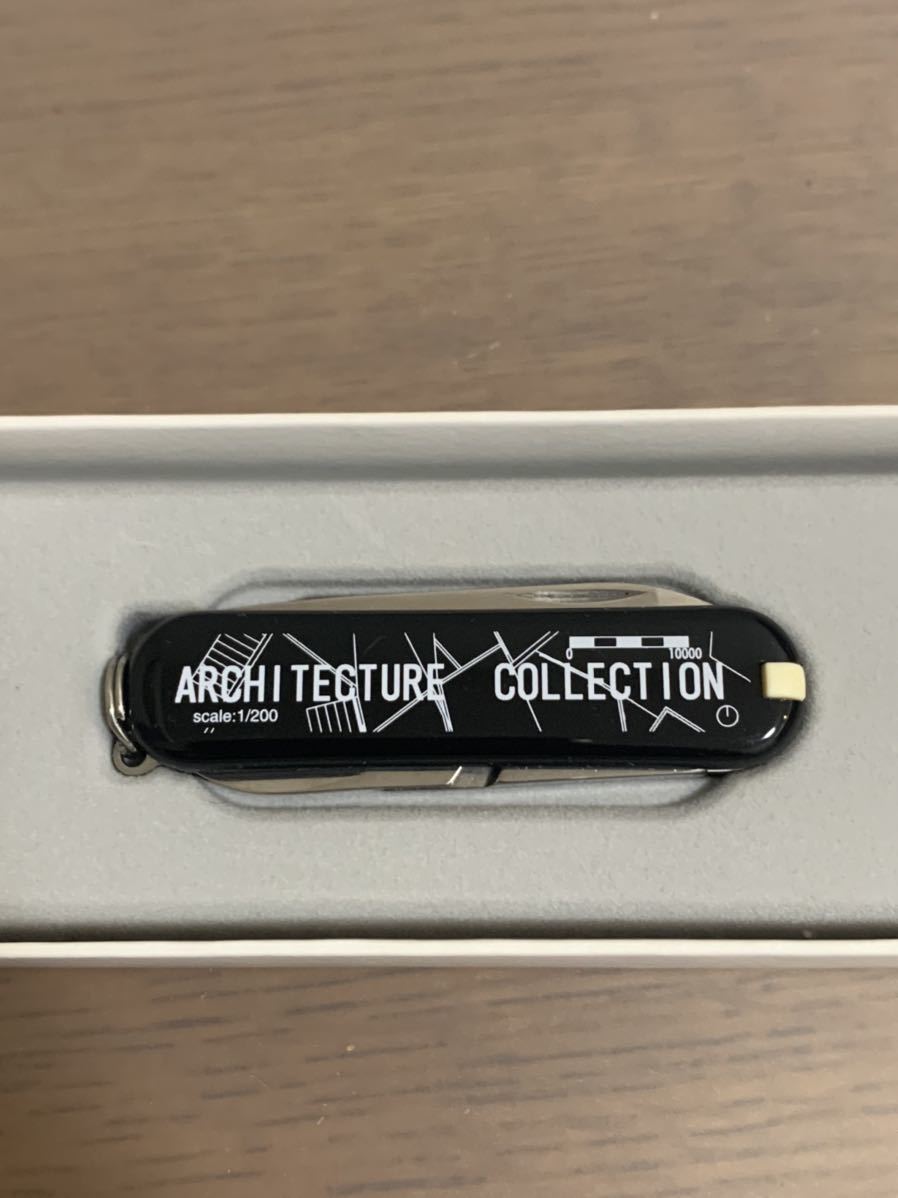 0 10000
ARCHITECTURE COLLECTION
scale:1/200